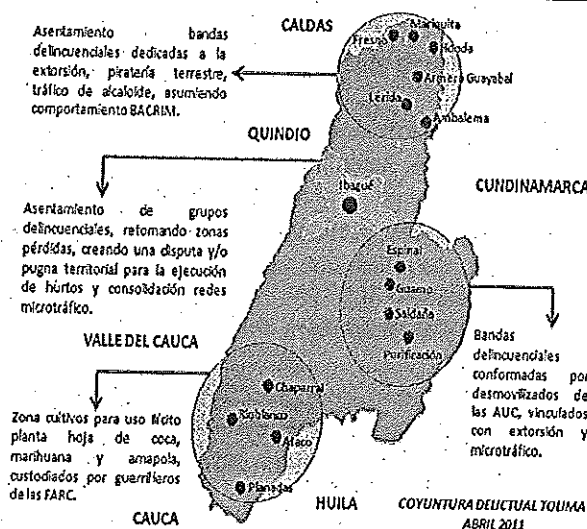 CALDAS
Mariquita
Fresno
Honda
Armero Guayabal
Lérida
Ambalema
Asentamiento bandas
delincuenciales dedicadas a la
extorsión, piratería terrestre,
tráfico de alcaloide, asumiendo
comportamiento BACRIM.
QUINDIO
CUNDINAMARCA
Ibagué
Asentamiento de grupos
delincuenciales, retomando zonas
pérdidas, creando una disputa y/o
pugna territorial para la ejecución
de hurtos y consolidación redes
microtráfico.
Espinal
Guamo
Saldaña
Purificación
VALLE DEL CAUCA
Bandas
delincuenciales
conformadas por
desmovilizados de
las AUC, vinculados
con extorsión y
microtráfico.
Chaparral
Rioblanco
Ataco
Planadas
Zona cultivos para uso ilícito
planta hoja de coca,
marihuana y amapola,
custodiados por guerrilleros
de las FARC.
CAUCA
HUILA
COYUNTURA DELICTUAL TOLIMA
ABRIL 2011